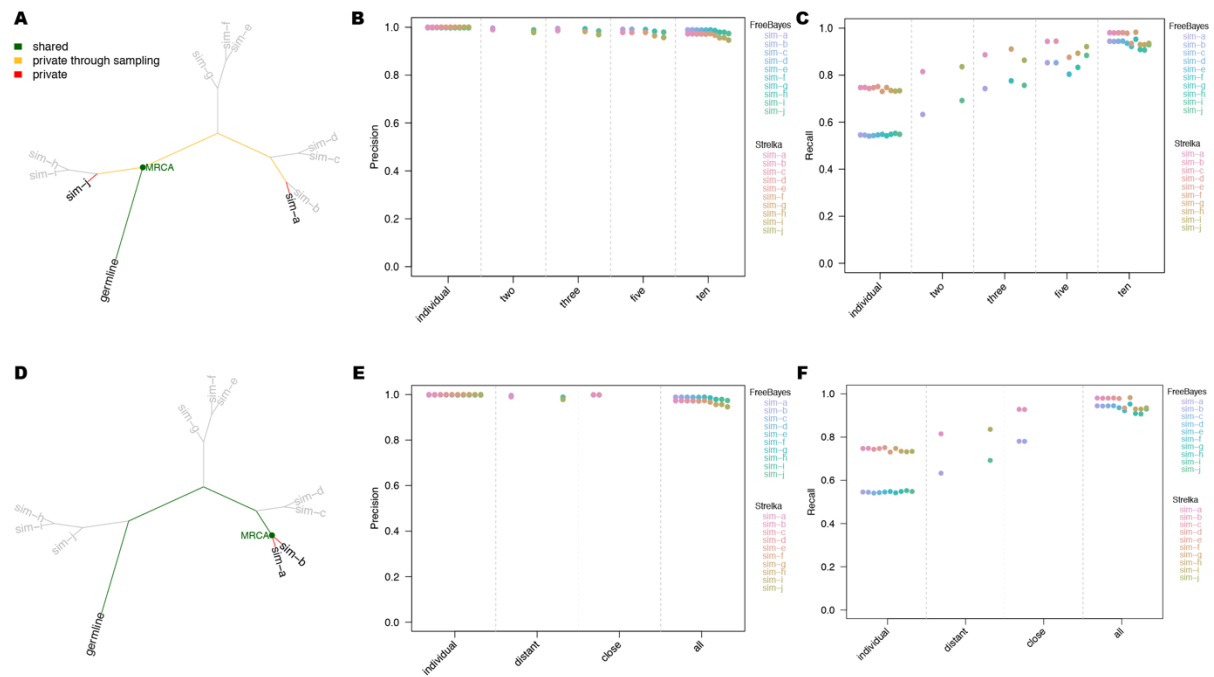 A
shared
private through sampling
private
sim-f
sim-e
sim-g
sim-d
sim-c
sim-h
sim-i
sim-j
MRCA
sim-b
sim-a
germline
B
Precision
1.0
0.8
0.6
0.4
0.2
0.0
individual
two
three
five
ten
FreeBayes
sim-a
sim-b
sim-c
sim-d
sim-e
sim-f
sim-g
sim-h
sim-i
sim-j
Strelka
sim-a
sim-b
sim-c
sim-d
sim-e
sim-f
sim-g
sim-h
sim-i
sim-j
C
Recall
1.0
0.8
0.6
0.4
0.2
0.0
individual
two
three
five
ten
FreeBayes
sim-a
sim-b
sim-c
sim-d
sim-e
sim-f
sim-g
sim-h
sim-i
sim-j
Strelka
sim-a
sim-b
sim-c
sim-d
sim-e
sim-f
sim-g
sim-h
sim-i
sim-j
D
sim-f
sim-e
sim-g
sim-d
sim-c
sim-h
sim-i
sim-j
MRCA
sim-b
sim-a
germline
E
Precision
1.0
0.8
0.6
0.4
0.2
0.0
individual
distant
close
all
FreeBayes
sim-a
sim-b
sim-c
sim-d
sim-e
sim-f
sim-g
sim-h
sim-i
sim-j
Strelka
sim-a
sim-b
sim-c
sim-d
sim-e
sim-f
sim-g
sim-h
sim-i
sim-j
F
Recall
1.0
0.8
0.6
0.4
0.2
0.0
individual
distant
close
all
FreeBayes
sim-a
sim-b
sim-c
sim-d
sim-e
sim-f
sim-g
sim-h
sim-i
sim-j
Strelka
sim-a
sim-b
sim-c
sim-d
sim-e
sim-f
sim-g
sim-h
sim-i
sim-j